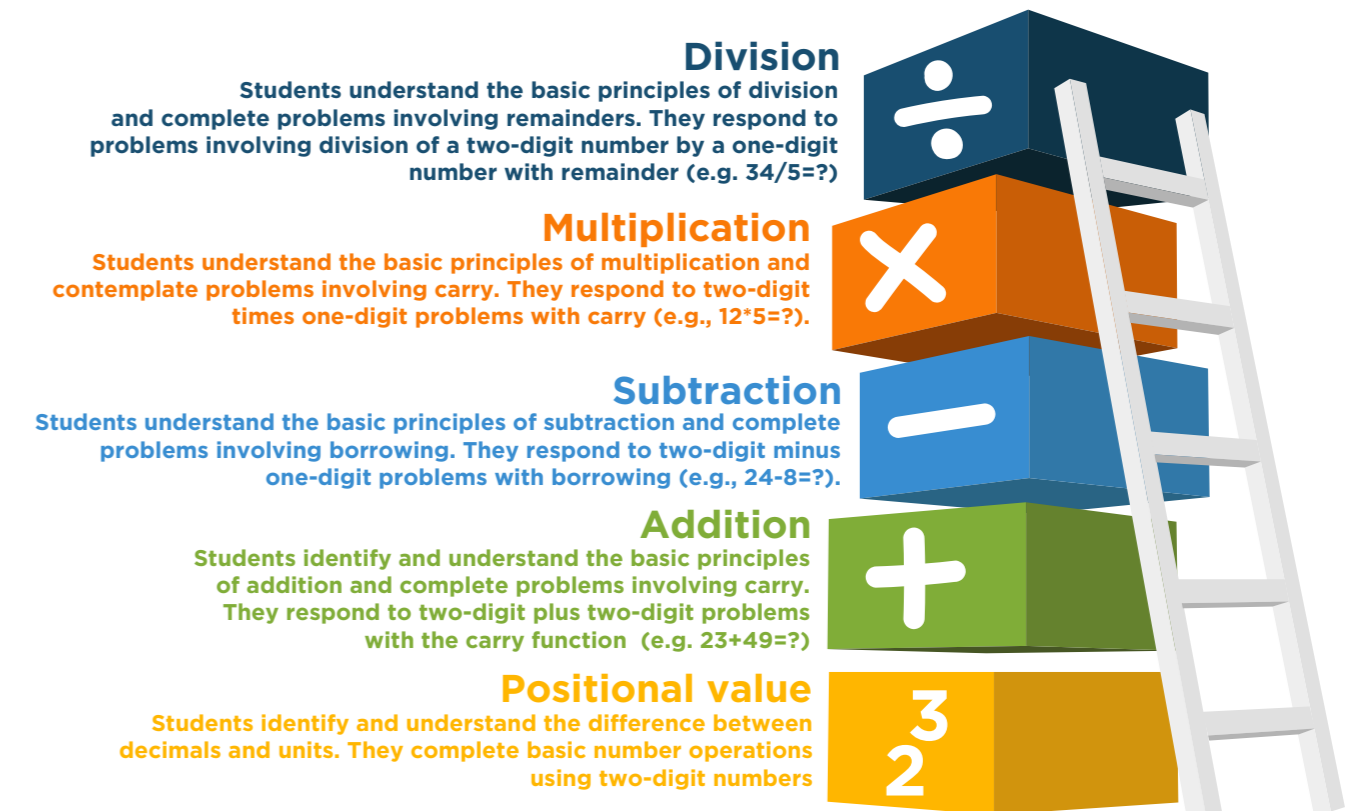 Division
Students understand the basic principles of division
and complete problems involving remainders. They respond to
problems involving division of a two-digit number by a one-digit
number with remainder (e.g. 34/5=?)
÷
Multiplication
Students understand the basic principles of multiplication and
contemplate problems involving carry. They respond to two-digit
times one-digit problems with carry (e.g., 12*5=?).
×
Subtraction
Students understand the basic principles of subtraction and complete
problems involving borrowing. They respond to two-digit minus
one-digit problems with borrowing (e.g., 24-8=?).
−
Addition
Students identify and understand the basic principles
of addition and complete problems involving carry.
They respond to two-digit plus two-digit problems
with the carry function (e.g. 23+49=?)
+
Positional value
Students identify and understand the difference between
decimals and units. They complete basic number operations
using two-digit numbers
3
2